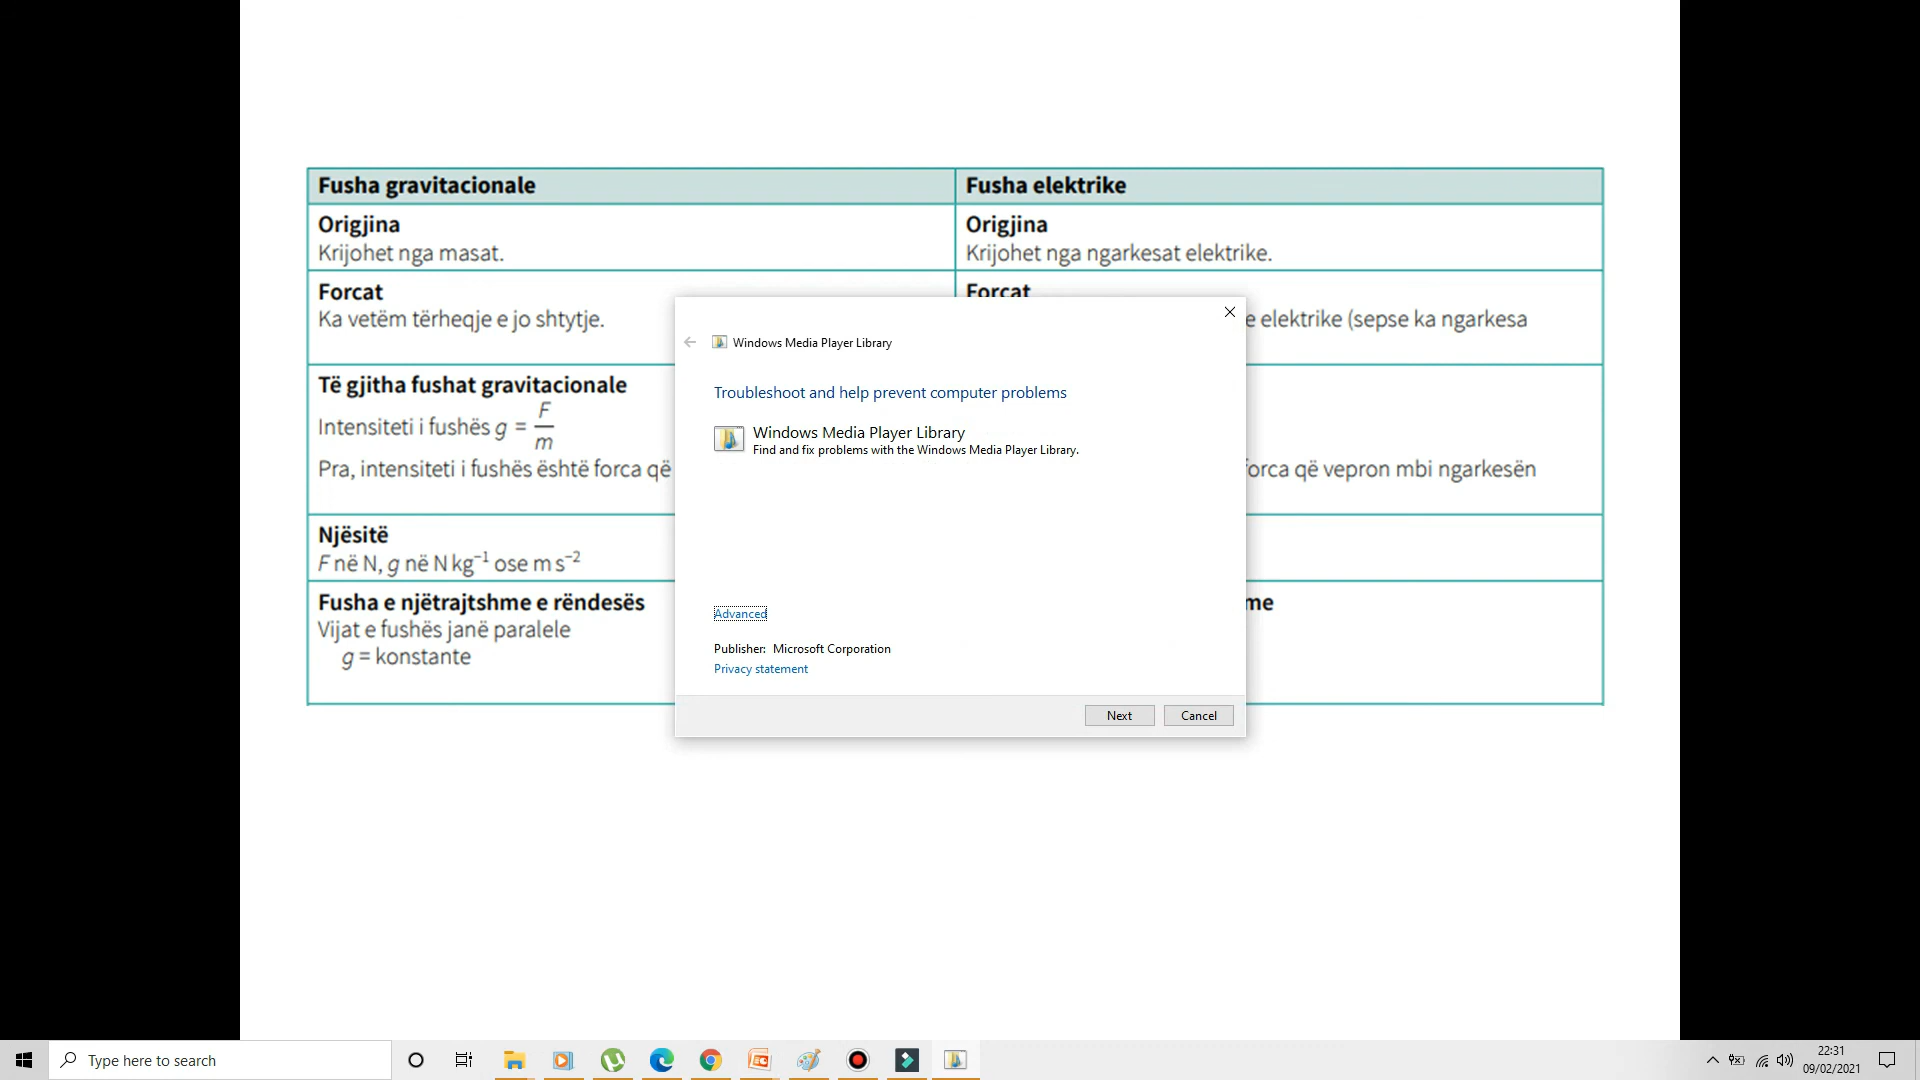 Fusha gravitacionale
Fusha elektrike
Origjina
Krijohet nga masat.
Origjina
Krijohet nga ngarkesat elektrike.
Forcat
Ka vetëm tërheqje e jo shtytje.
Forcat
e elektrike (sepse ka ngarkesa
Të gjitha fushat gravitacionale
Intensiteti i fushës g = F/m
Pra, intensiteti i fushës është forca që
forca që vepron mbi ngarkesën
Njësitë
F në N, g në N kg⁻¹ ose m s⁻²
Fusha e njëtrajtshme e rëndesës
Vijat e fushës janë paralele
g = konstante
me
Windows Media Player Library
Troubleshoot and help prevent computer problems
Windows Media Player Library
Find and fix problems with the Windows Media Player Library.
Advanced
Publisher: Microsoft Corporation
Privacy statement
Next
Cancel
Type here to search
22:31
09/02/2021